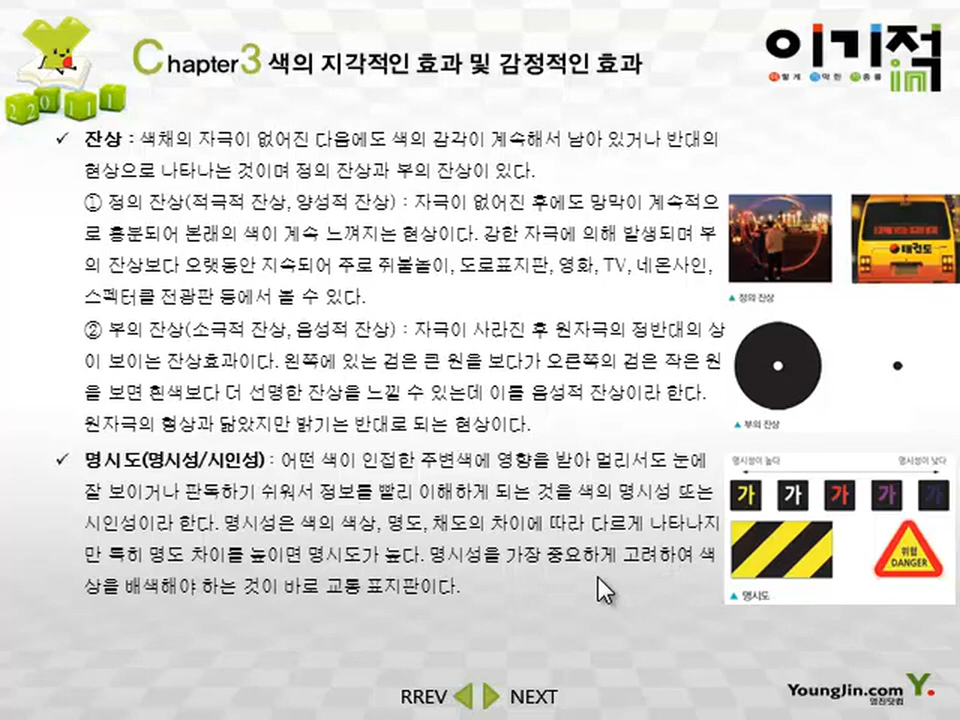 Chapter3 색의 지각적인 효과 및 감정적인 효과
이기적in
2011
✓ 잔상 : 색채의 자극이 없어진 다음에도 색의 감각이 계속해서 남아 있거나 반대의
현상으로 나타나는 것이며 정의 잔상과 부의 잔상이 있다.
① 정의 잔상(적극적 잔상, 양성적 잔상) : 자극이 없어진 후에도 망막이 계속적으
로 흥분되어 본래의 색이 계속 느껴지는 현상이다. 강한 자극에 의해 발생되며 부
의 잔상보다 오랫동안 지속되어 주로 쥐불놀이, 도로표지판, 영화, TV, 네온사인,
스펙터클 전광판 등에서 볼 수 있다.
▲ 정의 잔상
② 부의 잔상(소극적 잔상, 음성적 잔상) : 자극이 사라진 후 원자극의 정반대의 상
이 보이는 잔상효과이다. 왼쪽에 있는 검은 큰 원을 보다가 오른쪽의 검은 작은 원
을 보면 흰색보다 더 선명한 잔상을 느낄 수 있는데 이를 음성적 잔상이라 한다.
원자극의 형상과 닮았지만 밝기는 반대로 되는 현상이다.
▲ 부의 잔상
✓ 명시도(명시성/시인성) : 어떤 색이 인접한 주변색에 영향을 받아 멀리서도 눈에
잘 보이거나 판독하기 쉬워서 정보를 빨리 이해하게 되는 것을 색의 명시성 또는
시인성이라 한다. 명시성은 색의 색상, 명도, 채도의 차이에 따라 다르게 나타나지
만 특히 명도 차이를 높이면 명시도가 높다. 명시성을 가장 중요하게 고려하여 색
상을 배색해야 하는 것이 바로 교통 표지판이다.
명시성이 높다 명시성이 낮다
가 가 가 가 가
위험
DANGER
▲ 명시도
RREV NEXT
YoungJin.com Y.
영진닷컴